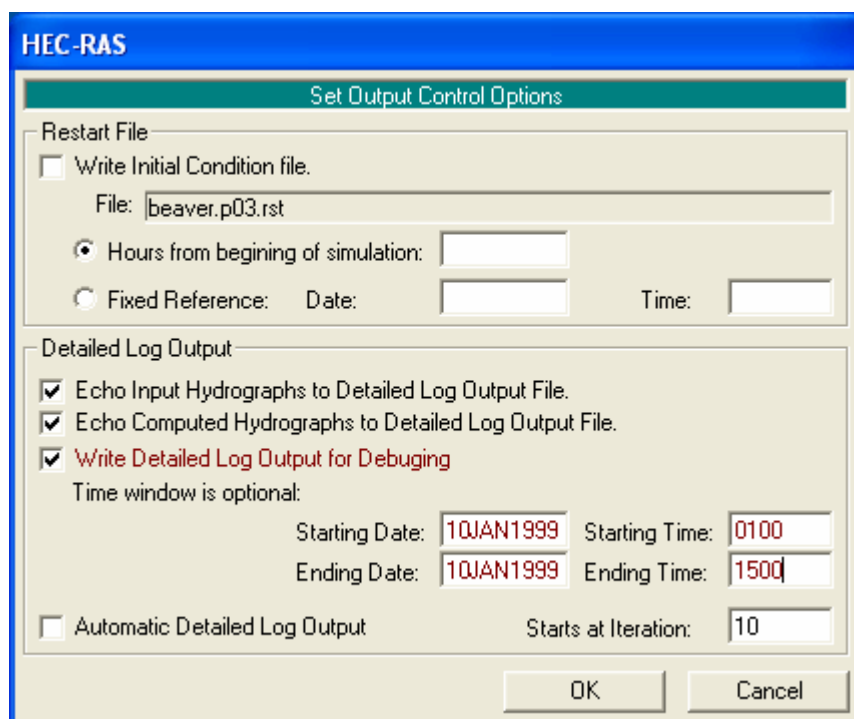 HEC-RAS
Set Output Control Options
Restart File
Write Initial Condition file.
File: beaver.p03.rst
Hours from begining of simulation:
Fixed Reference: Date: Time:
Detailed Log Output
Echo Input Hydrographs to Detailed Log Output File.
Echo Computed Hydrographs to Detailed Log Output File.
Write Detailed Log Output for Debuging
Time window is optional:
Starting Date: 10JAN1999 Starting Time: 0100
Ending Date: 10JAN1999 Ending Time: 1500
Automatic Detailed Log Output Starts at Iteration: 10
OK Cancel